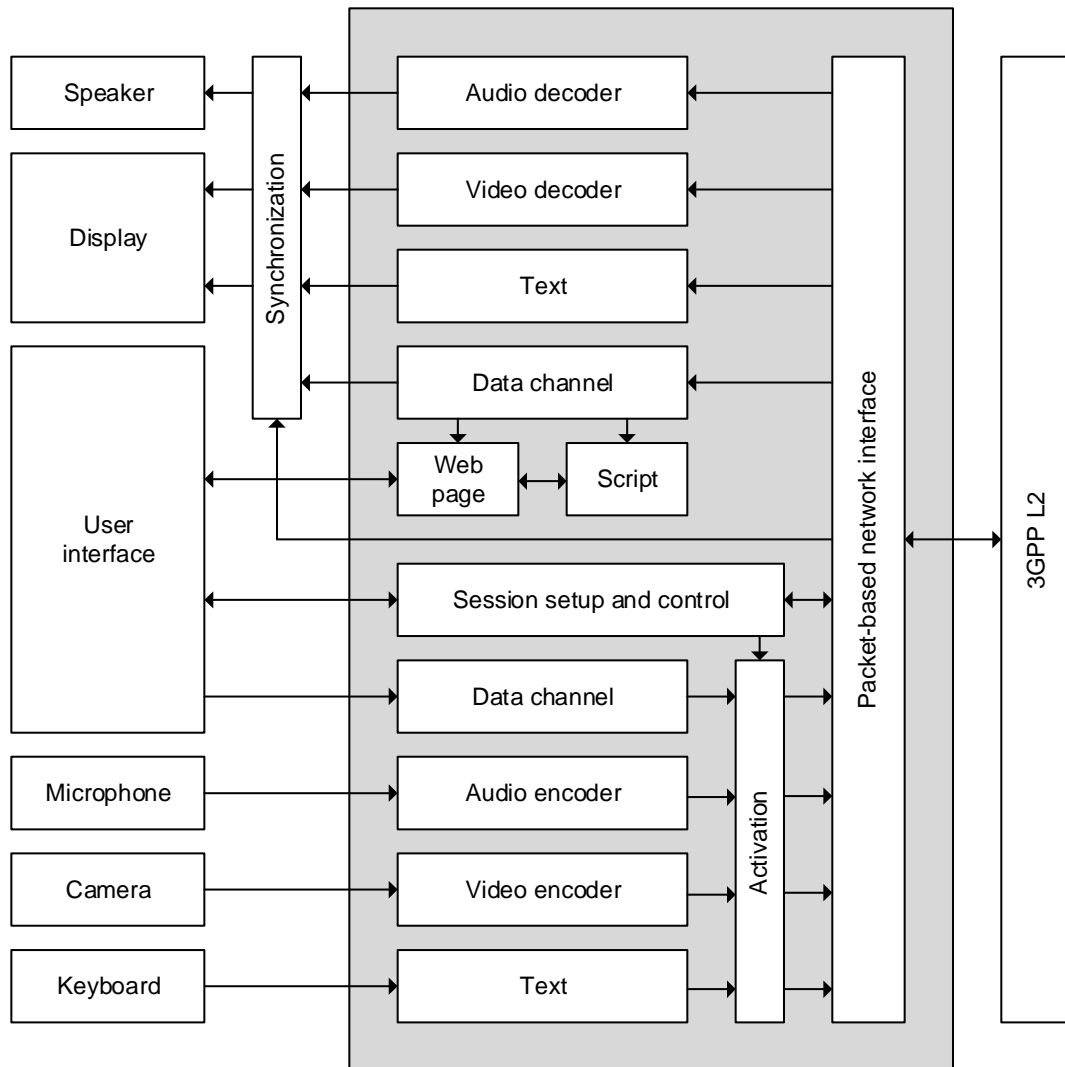 Speaker
Audio decoder
Video decoder
Display
Synchronization
Text
Data channel
Web
page
Script
User
interface
Packet-based network interface
3GPP L2
Session setup and control
Data channel
Microphone
Audio encoder
Activation
Camera
Video encoder
Keyboard
Text